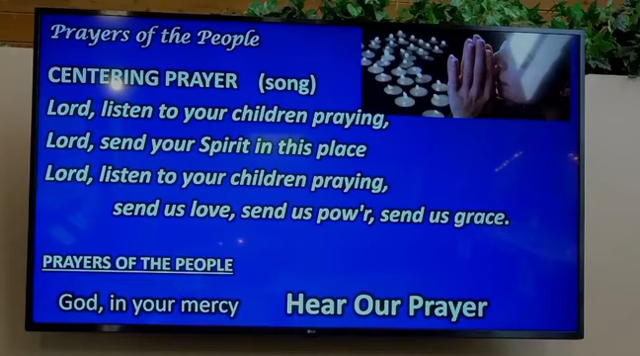 Prayers of the People
CENTERING PRAYER (song)
Lord, listen to your children praying,
Lord, send your Spirit in this place
Lord, listen to your children praying,
send us love, send us pow'r, send us grace.
PRAYERS OF THE PEOPLE
God, in your mercy Hear Our Prayer
LG